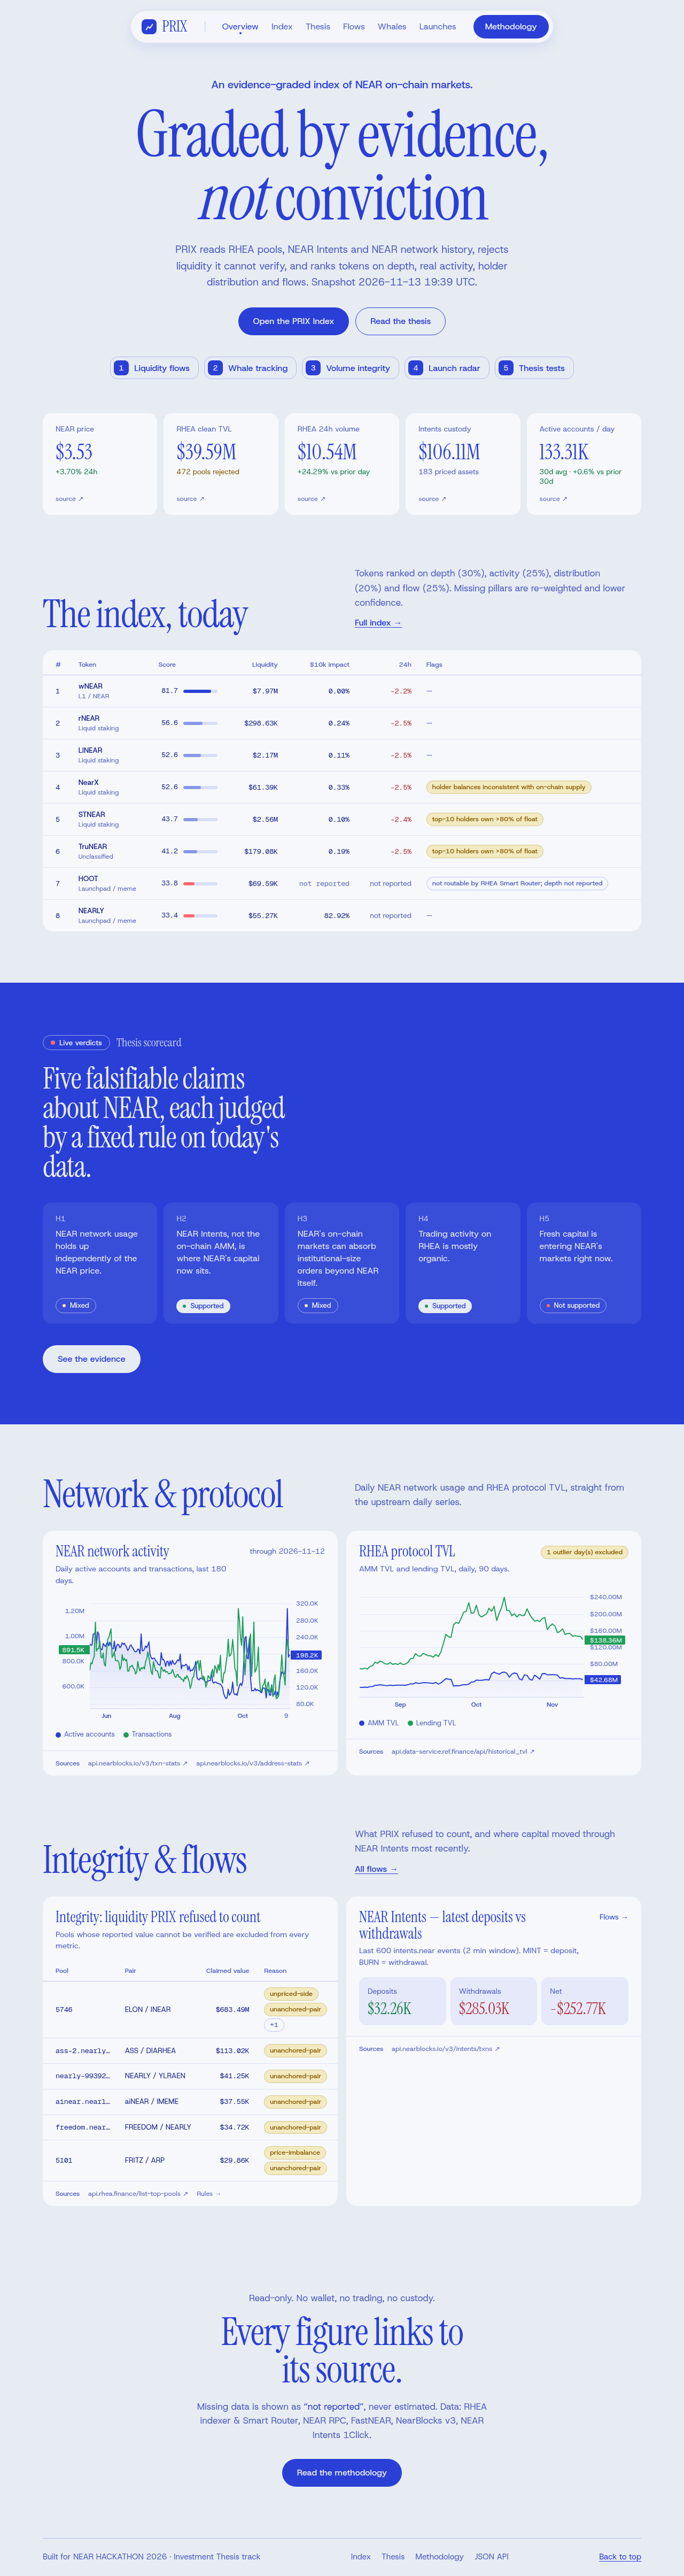 PRIX
Overview Index Thesis Flows Whales Launches Methodology
An evidence-graded index of NEAR on-chain markets.
Graded by evidence,
not conviction
PRIX reads RHEA pools, NEAR Intents and NEAR network history, rejects
liquidity it cannot verify, and ranks tokens on depth, real activity, holder
distribution and flows. Snapshot 2026-11-13 19:39 UTC.
Open the PRIX Index Read the thesis
1 Liquidity flows 2 Whale tracking 3 Volume integrity 4 Launch radar 5 Thesis tests
NEAR price
$3.53
+3.70% 24h
source ↗
RHEA clean TVL
$39.59M
472 pools rejected
source ↗
RHEA 24h volume
$10.54M
+24.29% vs prior day
source ↗
Intents custody
$106.11M
183 priced assets
source ↗
Active accounts / day
133.31K
30d avg · +0.6% vs prior
30d
source ↗
The index, today
Tokens ranked on depth (30%), activity (25%), distribution
(20%) and flow (25%). Missing pillars are re-weighted and lower
confidence.
Full index →
# Token Score Liquidity $10k impact 24h Flags
1 wNEAR 81.7 $7.97M 0.00% -2.2% —
L1 / NEAR
2 rNEAR 56.6 $298.63K 0.24% -2.5% —
Liquid staking
3 LINEAR 52.6 $2.17M 0.11% -2.5% —
Liquid staking
4 NearX 52.6 $61.39K 0.33% -2.5% holder balances inconsistent with on-chain supply
Liquid staking
5 STNEAR 43.7 $2.56M 0.10% -2.4% top-10 holders own >80% of float
Liquid staking
6 TruNEAR 41.2 $179.08K 0.19% -2.5% top-10 holders own >80% of float
Unclassified
7 HOOT 33.8 $69.59K not reported not reported not routable by RHEA Smart Router; depth not reported
Launchpad / meme
8 NEARLY 33.4 $55.27K 82.92% not reported —
Launchpad / meme
Live verdicts Thesis scorecard
Five falsifiable claims
about NEAR, each judged
by a fixed rule on today's
data.
H1
NEAR network usage
holds up
independently of the
NEAR price.
Mixed
H2
NEAR Intents, not the
on-chain AMM, is
where NEAR's capital
now sits.
Supported
H3
NEAR's on-chain
markets can absorb
institutional-size
orders beyond NEAR
itself.
Mixed
H4
Trading activity on
RHEA is mostly
organic.
Supported
H5
Fresh capital is
entering NEAR's
markets right now.
Not supported
See the evidence
Network & protocol
Daily NEAR network usage and RHEA protocol TVL, straight from
the upstream daily series.
NEAR network activity
through 2026-11-12
Daily active accounts and transactions, last 180
days.
1.20M
1.00M
891.5K
800.0K
600.0K
320.0K
280.0K
240.0K
198.2K
160.0K
120.0K
80.0K
Jun Aug Oct 9
Active accounts Transactions
Sources api.nearblocks.io/v3/txn-stats ↗ api.nearblocks.io/v3/address-stats ↗
RHEA protocol TVL
1 outlier day(s) excluded
AMM TVL and lending TVL, daily, 90 days.
$240.00M
$200.00M
$160.00M
$138.36M
$120.00M
$80.00M
$42.68M
Sep Oct Nov
AMM TVL Lending TVL
Sources api.data-service.ref.finance/api/historical_tvl ↗
Integrity & flows
What PRIX refused to count, and where capital moved through
NEAR Intents most recently.
All flows →
Integrity: liquidity PRIX refused to count
Pools whose reported value cannot be verified are excluded from every
metric.
Pool Pair Claimed value Reason
5746 ELON / INEAR $683.49M unpriced-side
unanchored-pair
+1
ass-2.nearly… ASS / DIARHEA $113.02K unanchored-pair
nearly-99392… NEARLY / YLRAEN $41.25K unanchored-pair
ainear.nearl… aiNEAR / IMEME $37.55K unanchored-pair
freedom.near… FREEDOM / NEARLY $34.72K unanchored-pair
5101 FRITZ / ARP $29.86K price-imbalance
unanchored-pair
Sources api.rhea.finance/list-top-pools ↗ Rules →
NEAR Intents — latest deposits vs
withdrawals
Flows →
Last 600 intents.near events (2 min window). MINT = deposit,
BURN = withdrawal.
Deposits
$32.26K
Withdrawals
$285.03K
Net
-$252.77K
Sources api.nearblocks.io/v3/intents/txns ↗
Read-only. No wallet, no trading, no custody.
Every figure links to
its source.
Missing data is shown as "not reported", never estimated. Data: RHEA
indexer & Smart Router, NEAR RPC, FastNEAR, NearBlocks v3, NEAR
Intents 1Click.
Read the methodology
Built for NEAR HACKATHON 2026 · Investment Thesis track Index Thesis Methodology JSON API Back to top